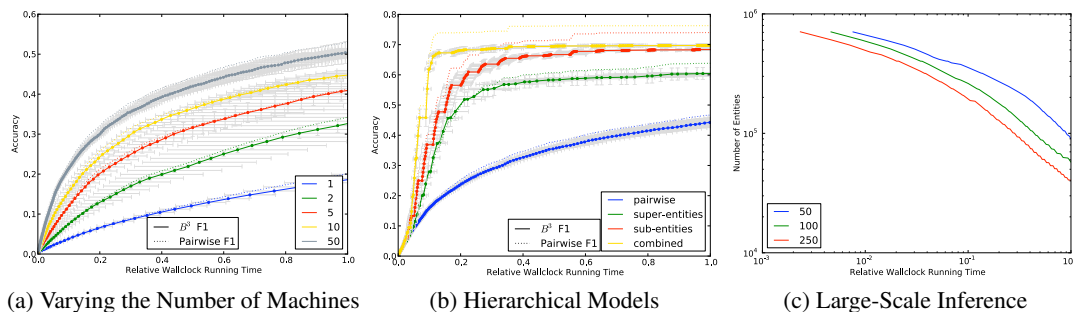 0.6
0.5
0.4
0.3
0.2
0.1
0.0
Accuracy
0.0 0.2 0.4 0.6 0.8 1.0
Relative Wallclock Running Time
B³ F1
Pairwise F1
1
2
5
10
50
(a) Varying the Number of Machines
0.8
0.7
0.6
0.5
0.4
0.3
0.2
0.1
0.0
Accuracy
0.0 0.2 0.4 0.6 0.8 1.0
Relative Wallclock Running Time
B³ F1
Pairwise F1
pairwise
super-entities
sub-entities
combined
(b) Hierarchical Models
10⁶
10⁵
10⁴
Number of Entities
10⁻³ 10⁻² 10⁻¹ 10
Relative Wallclock Running Time
50
100
250
(c) Large-Scale Inference